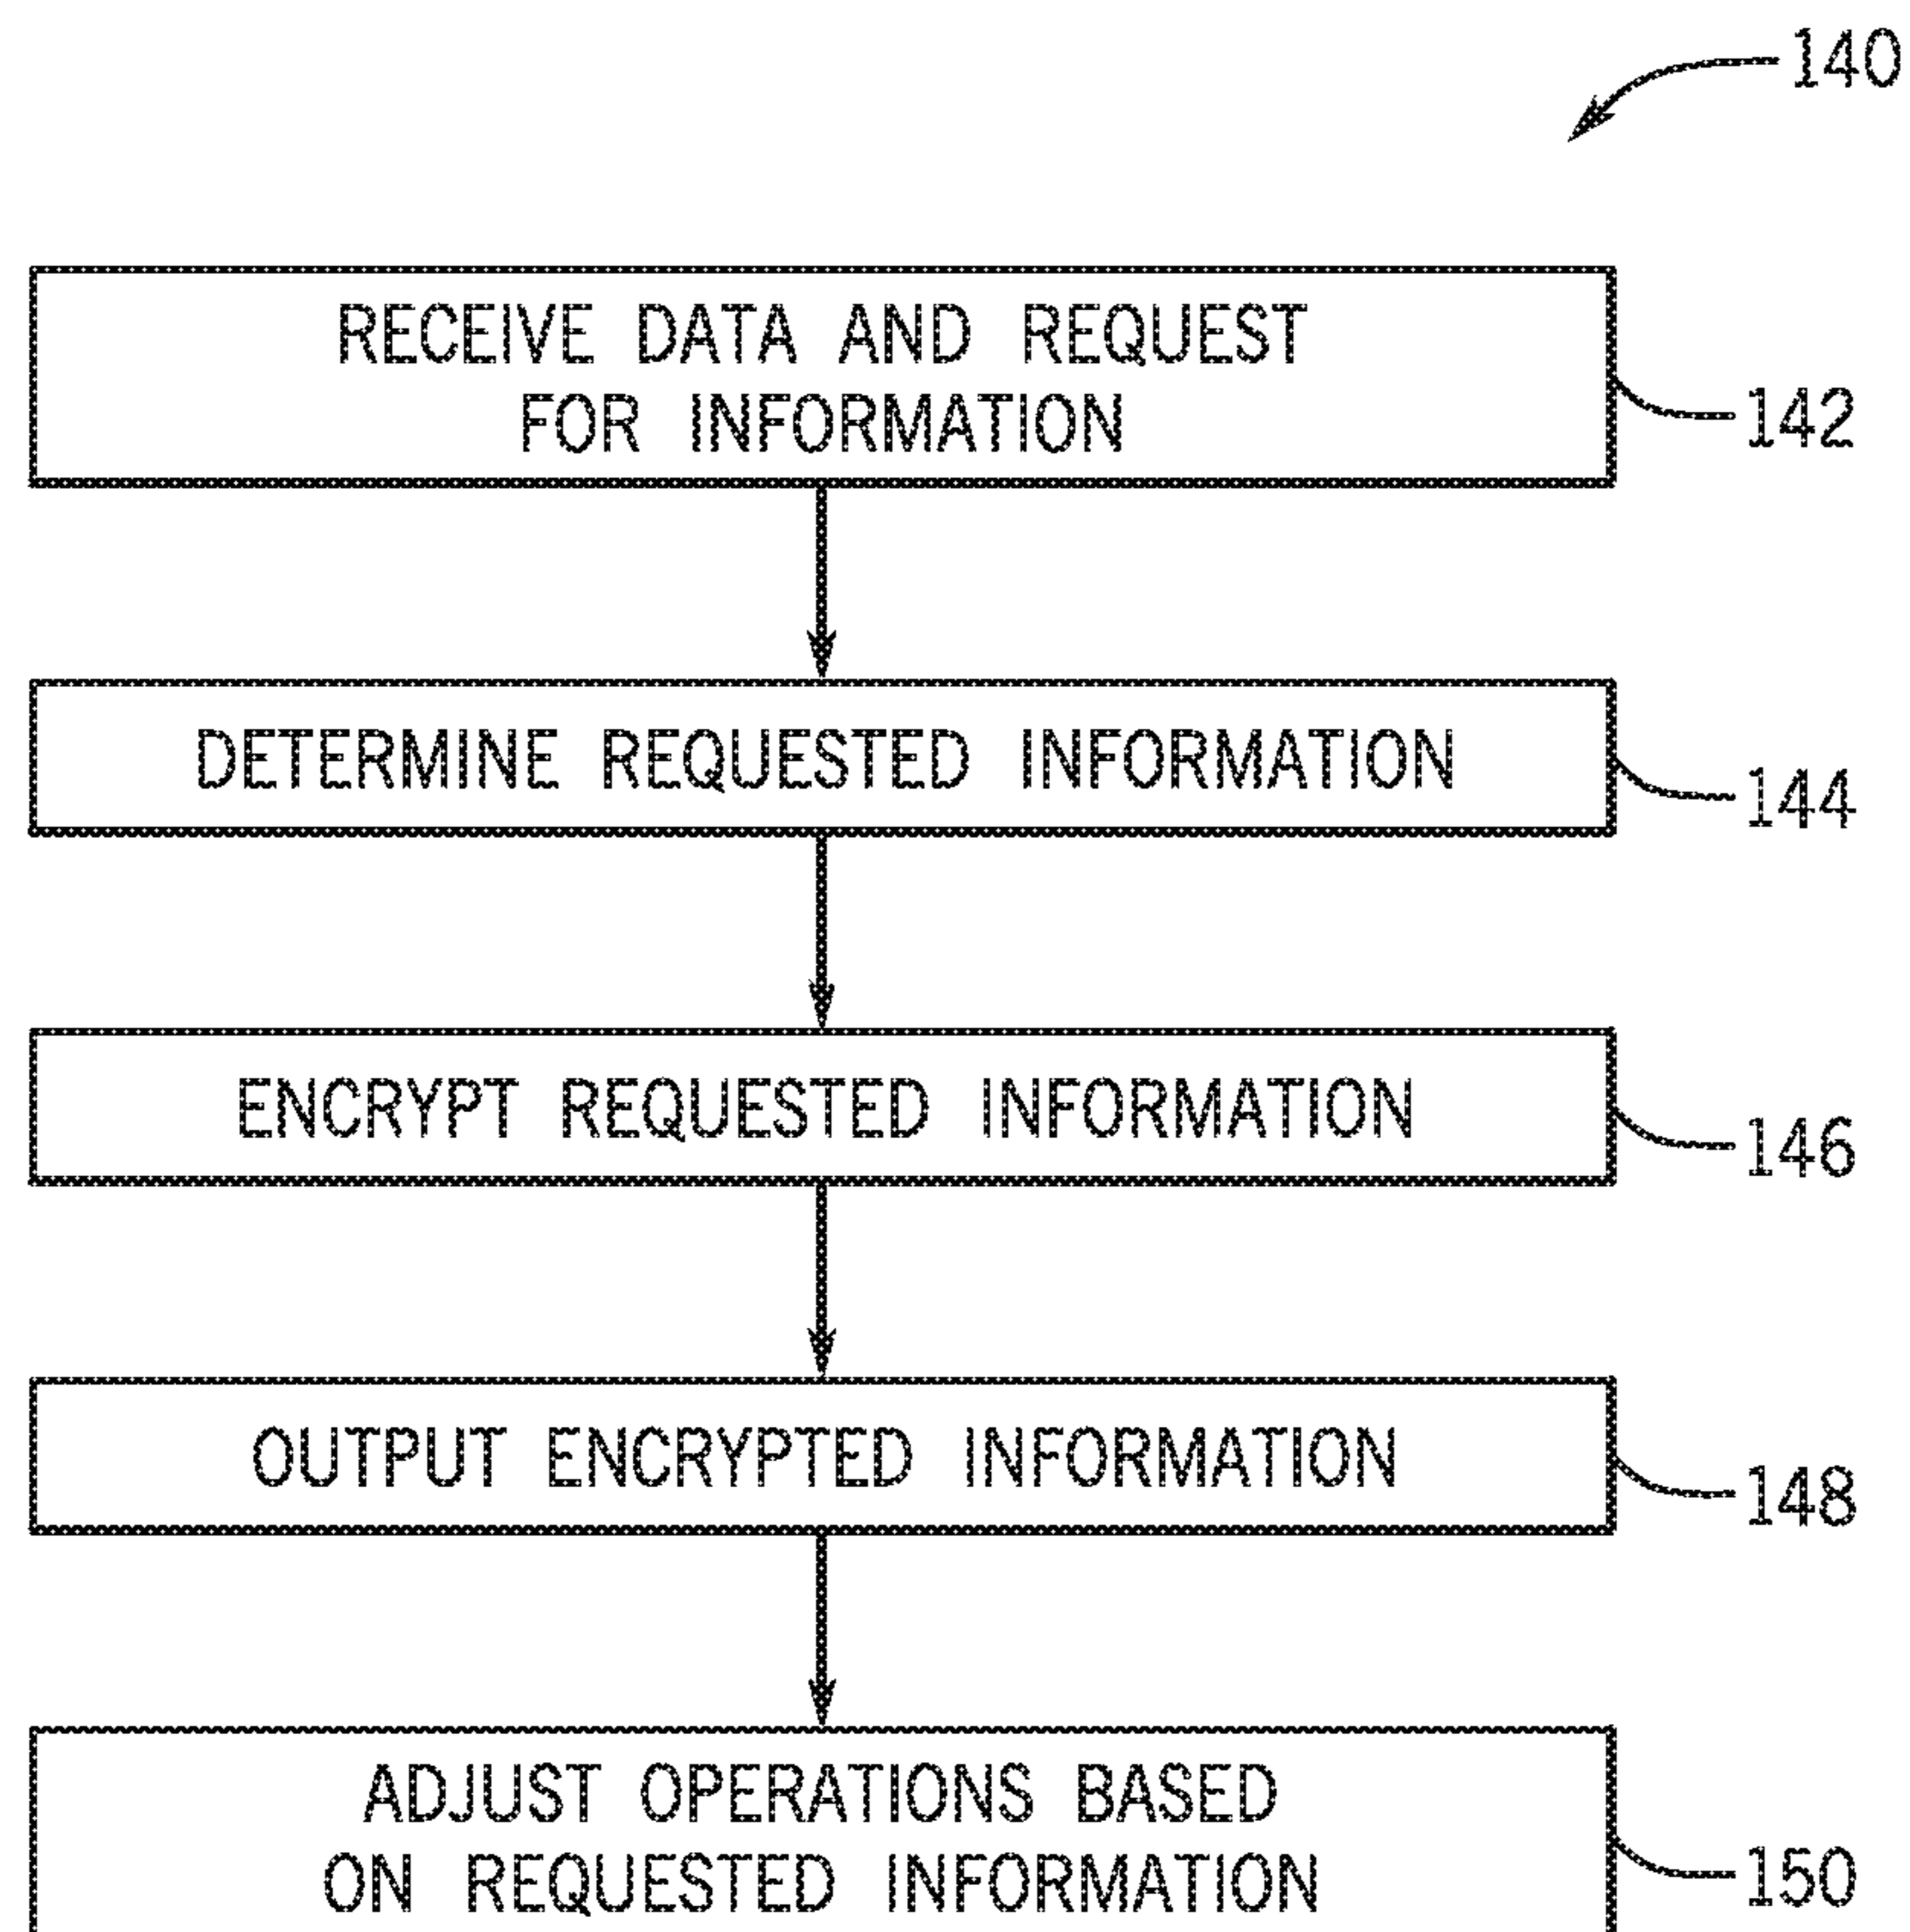 140
RECEIVE DATA AND REQUEST
FOR INFORMATION
142
DETERMINE REQUESTED INFORMATION
144
ENCRYPT REQUESTED INFORMATION
146
OUTPUT ENCRYPTED INFORMATION
148
ADJUST OPERATIONS BASED
ON REQUESTED INFORMATION
150